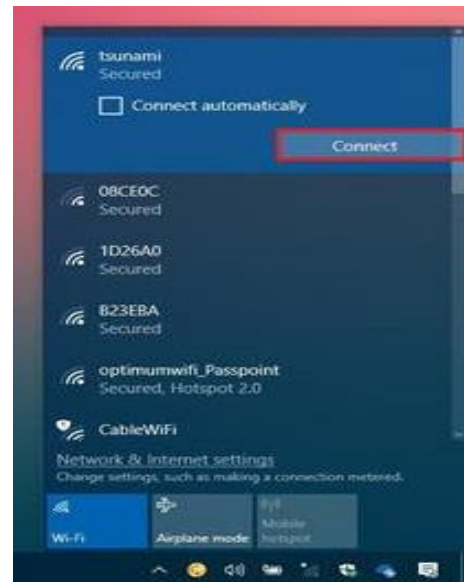 tsunami
Secured
Connect automatically
Connect
08CE0C
Secured
1D26A0
Secured
B23EBA
Secured
optimumwifi_Passpoint
Secured, Hotspot 2.0
CableWiFi
Network & Internet settings
Change settings, such as making a connection metered.
Wi-Fi
Airplane mode
Mobile
hotspot